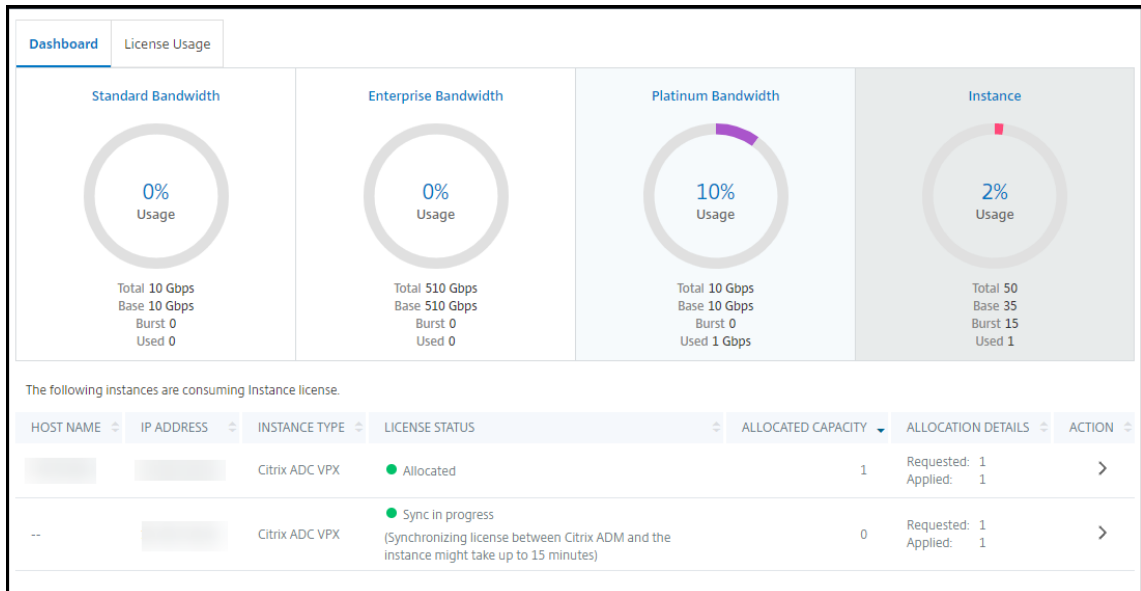 Dashboard
License Usage
Standard Bandwidth
0%
Usage
Total 10 Gbps
Base 10 Gbps
Burst 0
Used 0
Enterprise Bandwidth
0%
Usage
Total 510 Gbps
Base 510 Gbps
Burst 0
Used 0
Platinum Bandwidth
10%
Usage
Total 10 Gbps
Base 10 Gbps
Burst 0
Used 1 Gbps
Instance
2%
Usage
Total 50
Base 35
Burst 15
Used 1
The following instances are consuming Instance license.
HOST NAME IP ADDRESS INSTANCE TYPE LICENSE STATUS ALLOCATED CAPACITY ALLOCATION DETAILS ACTION
Citrix ADC VPX Allocated 1 Requested: 1
Applied: 1
-- Citrix ADC VPX Sync in progress
(Synchronizing license between Citrix ADM and the
instance might take up to 15 minutes)
0 Requested: 1
Applied: 1